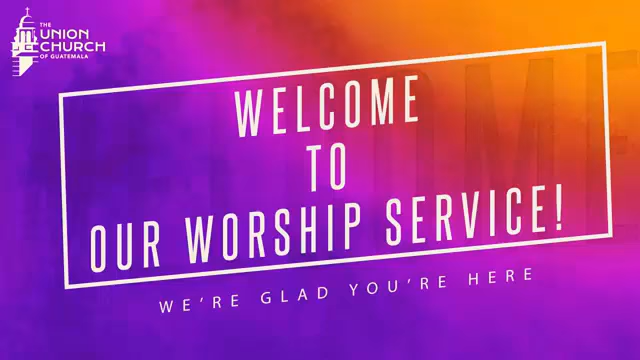 THE
UNION
CHURCH
OF GUATEMALA
WELCOME
TO
OUR WORSHIP SERVICE!
WE'RE GLAD YOU'RE HERE